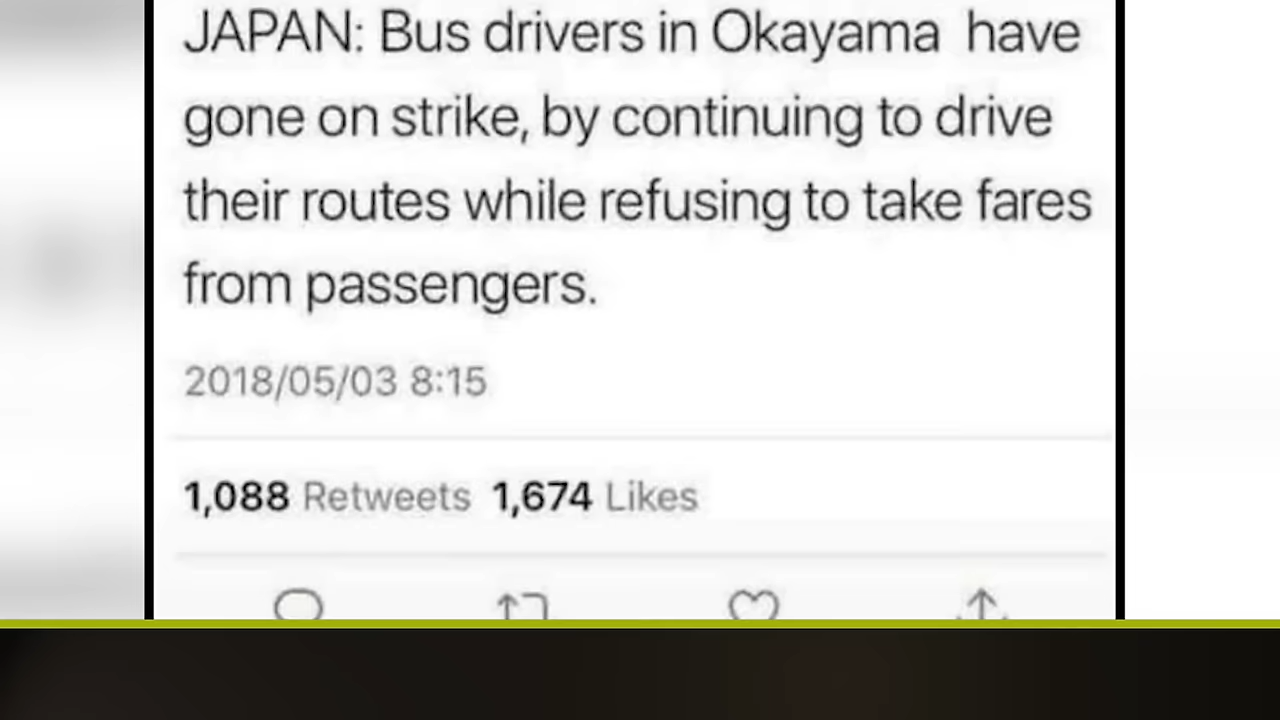 JAPAN: Bus drivers in Okayama have
gone on strike, by continuing to drive
their routes while refusing to take fares
from passengers.
2018/05/03 8:15
1,088 Retweets 1,674 Likes